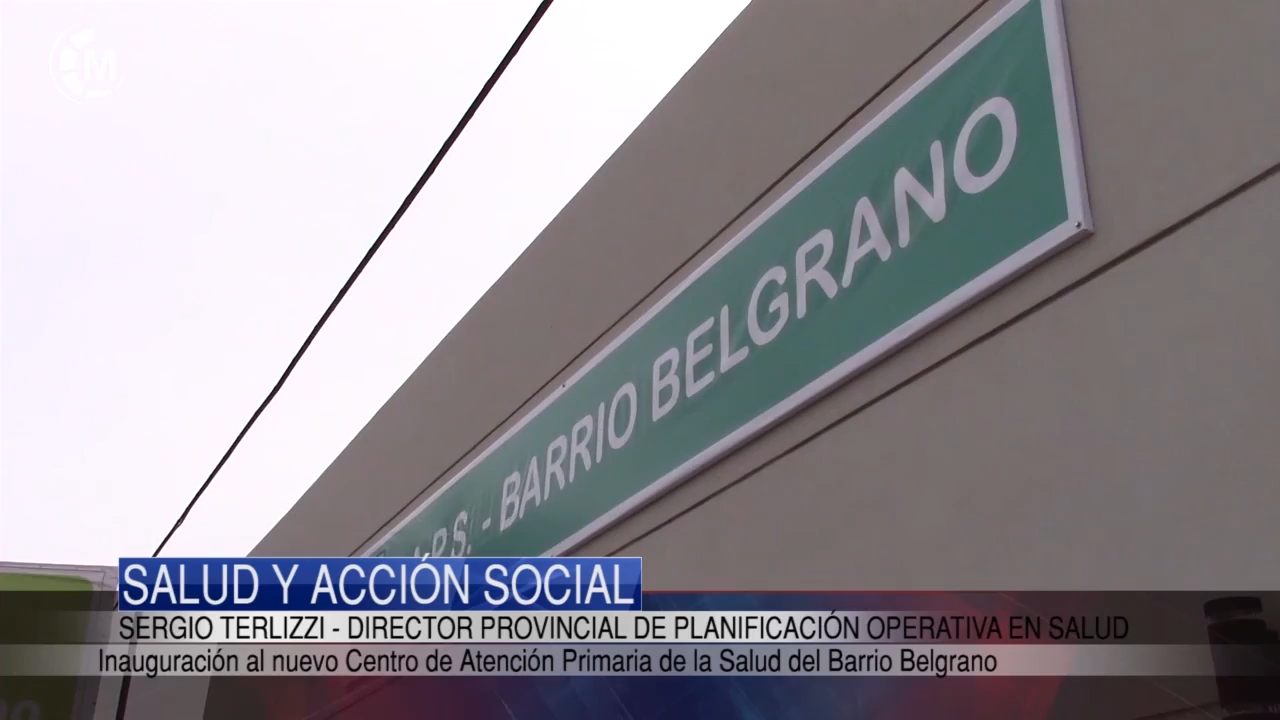 M
.A.P.S. - BARRIO BELGRANO
SALUD Y ACCIÓN SOCIAL
SERGIO TERLIZZI - DIRECTOR PROVINCIAL DE PLANIFICACIÓN OPERATIVA EN SALUD
Inauguración al nuevo Centro de Atención Primaria de la Salud del Barrio Belgrano